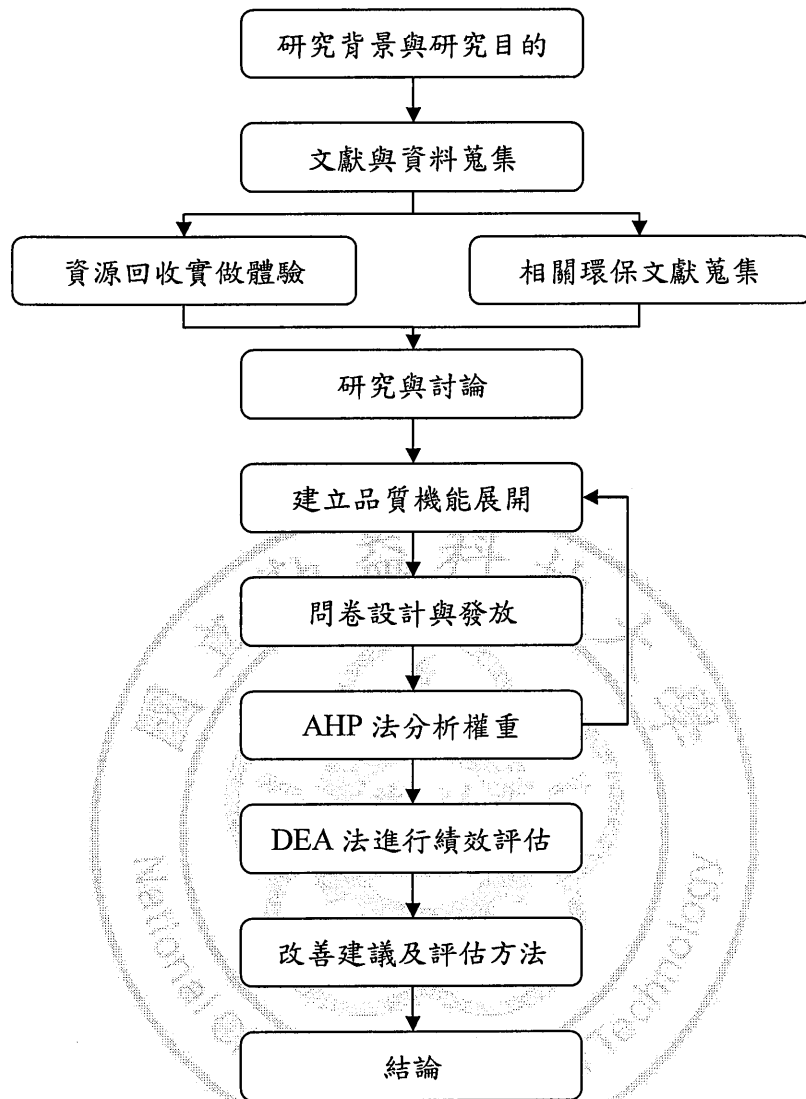 研究背景與研究目的
文獻與資料蒐集
資源回收實做體驗
相關環保文獻蒐集
研究與討論
建立品質機能展開
問卷設計與發放
AHP 法分析權重
DEA 法進行績效評估
改善建議及評估方法
結論
National
Technology